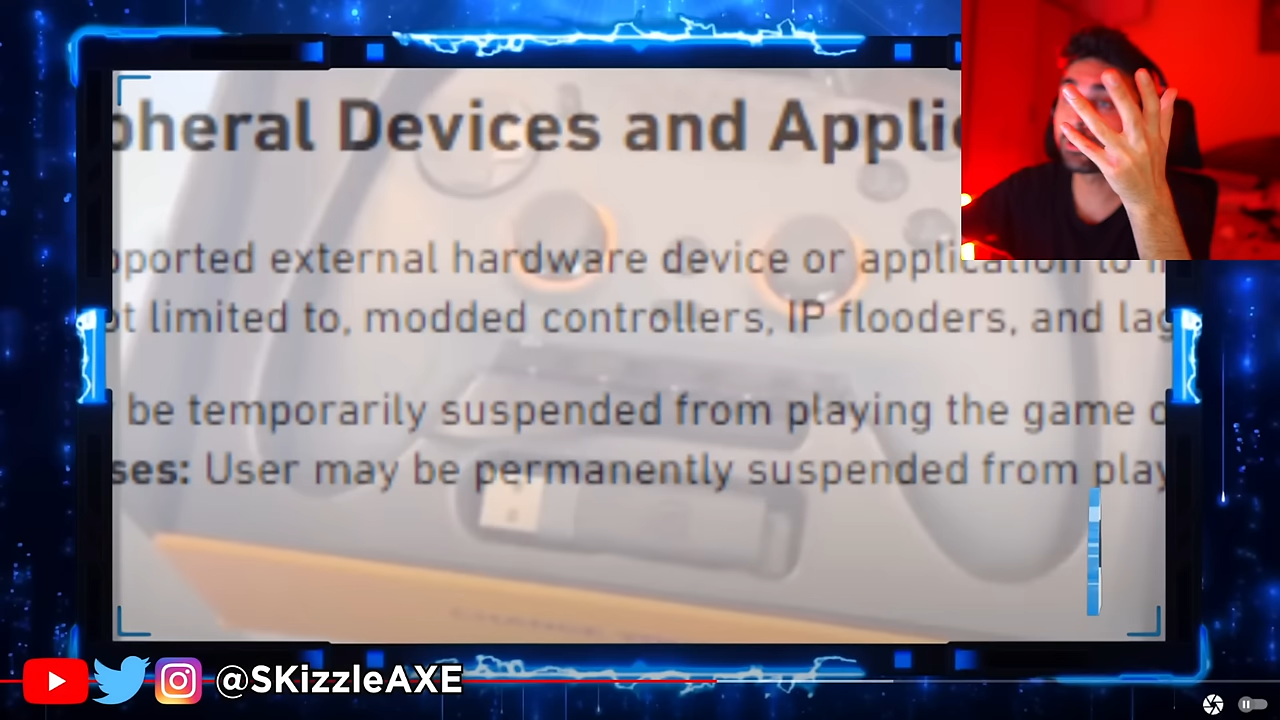 pheral Devices and Applic
pported external hardware device or application to
ot limited to, modded controllers, IP flooders, and lag
be temporarily suspended from playing the game o
ses: User may be permanently suspended from play
@SKizzleAXE